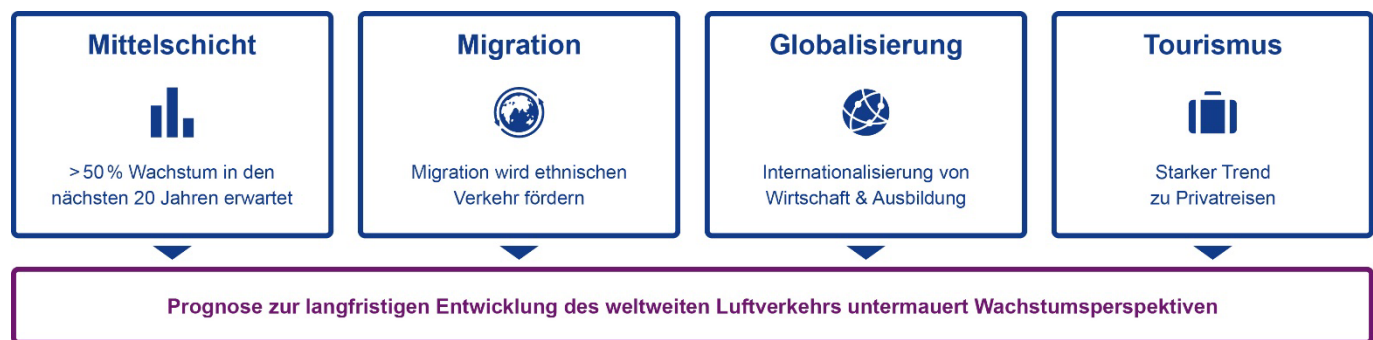 Mittelschicht
> 50 % Wachstum in den
nächsten 20 Jahren erwartet
Migration
Migration wird ethnischen
Verkehr fördern
Globalisierung
Internationalisierung von
Wirtschaft & Ausbildung
Tourismus
Starker Trend
zu Privatreisen
Prognose zur langfristigen Entwicklung des weltweiten Luftverkehrs untermauert Wachstumsperspektiven